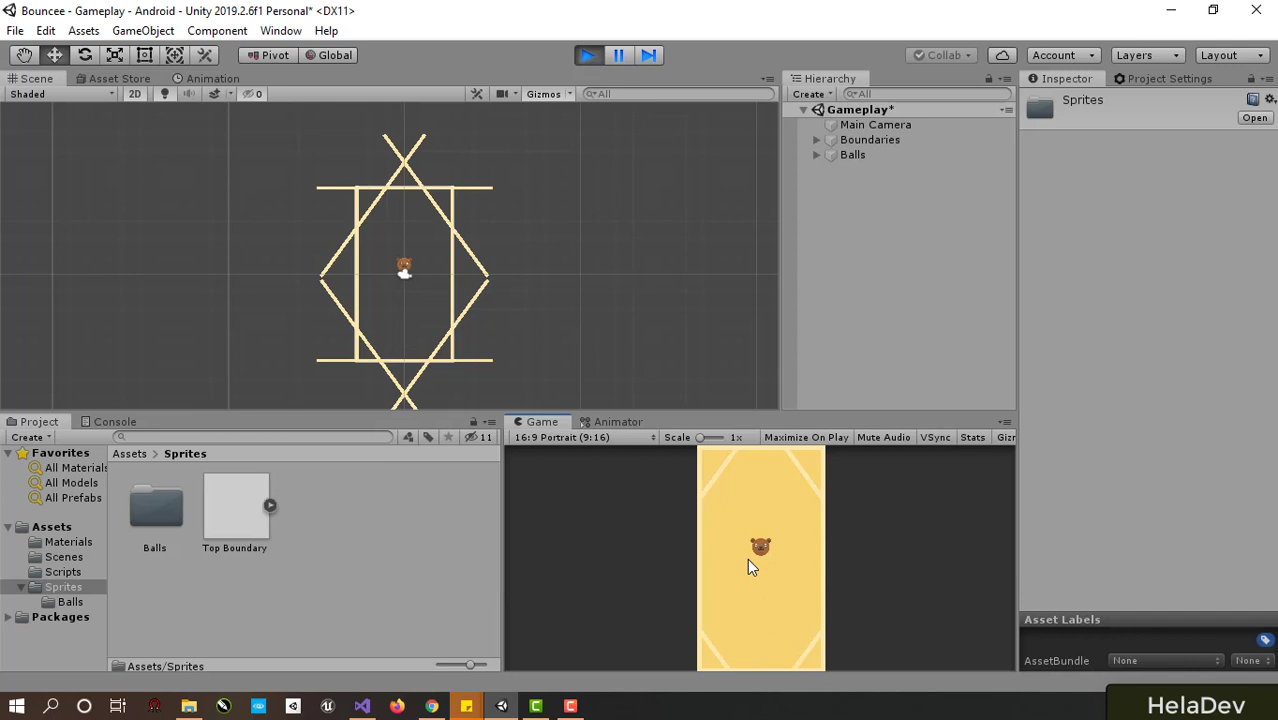 Bouncee - Gameplay - Android - Unity 2019.2.6f1 Personal* <DX11>
File Edit Assets GameObject Component Window Help
Pivot Global Collab Account Layers Layout
Scene Asset Store Animation
Shaded 2D 0 Gizmos All
Hierarchy
Create All
Gameplay*
Main Camera
Boundaries
Balls
Inspector Project Settings
Sprites
Open
Project Console
Create 11
Favorites
All Materials
All Models
All Prefabs
Assets
Materials
Scenes
Scripts
Sprites
Balls
Packages
Assets > Sprites
Balls Top Boundary
Assets/Sprites
Game Animator
16:9 Portrait (9:16) Scale 1x Maximize On Play Mute Audio VSync Stats Giz
Asset Labels
AssetBundle None None
HelaDev